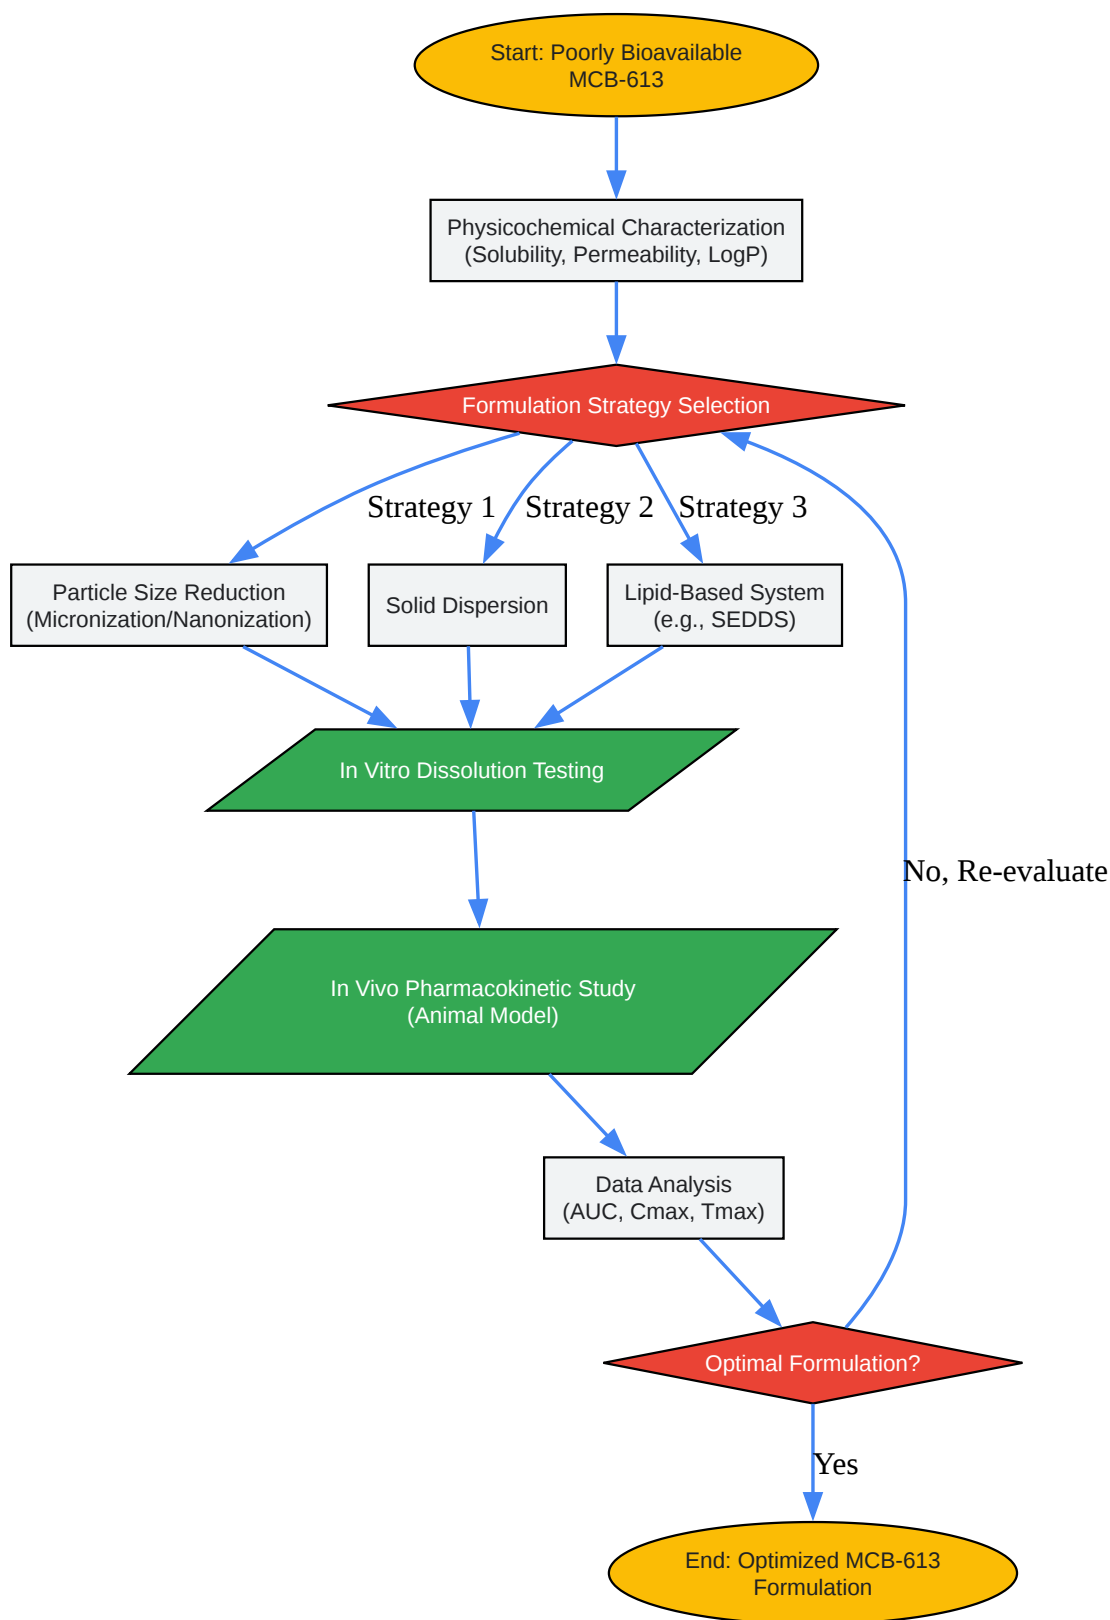 Start: Poorly Bioavailable
MCB-613
Physicochemical Characterization
(Solubility, Permeability, LogP)
Formulation Strategy Selection
Strategy 1
Strategy 2
Strategy 3
Particle Size Reduction
(Micronization/Nanonization)
Solid Dispersion
Lipid-Based System
(e.g., SEDDS)
In Vitro Dissolution Testing
No, Re-evaluate
In Vivo Pharmacokinetic Study
(Animal Model)
Data Analysis
(AUC, Cmax, Tmax)
Optimal Formulation?
Yes
End: Optimized MCB-613
Formulation